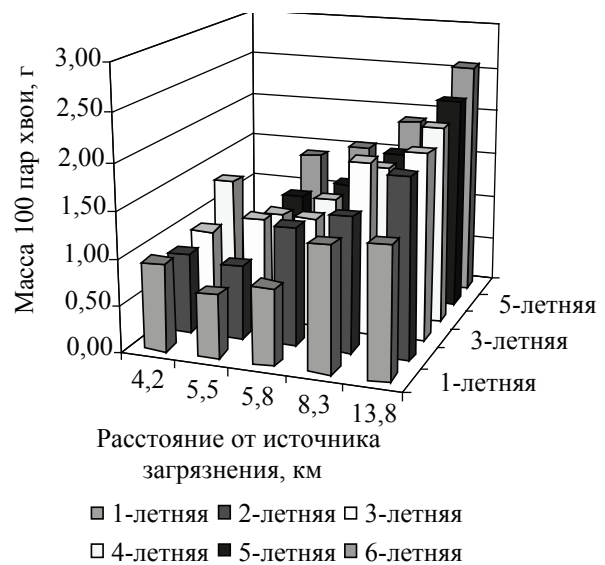 Масса 100 пар хвои, г
3,00
2,50
2,00
1,50
1,00
0,50
0,00
4,2
5,5
5,8
8,3
13,8
5-летняя
3-летняя
1-летняя
Расстояние от источника
загрязнения, км
1-летняя 2-летняя 3-летняя
4-летняя 5-летняя 6-летняя